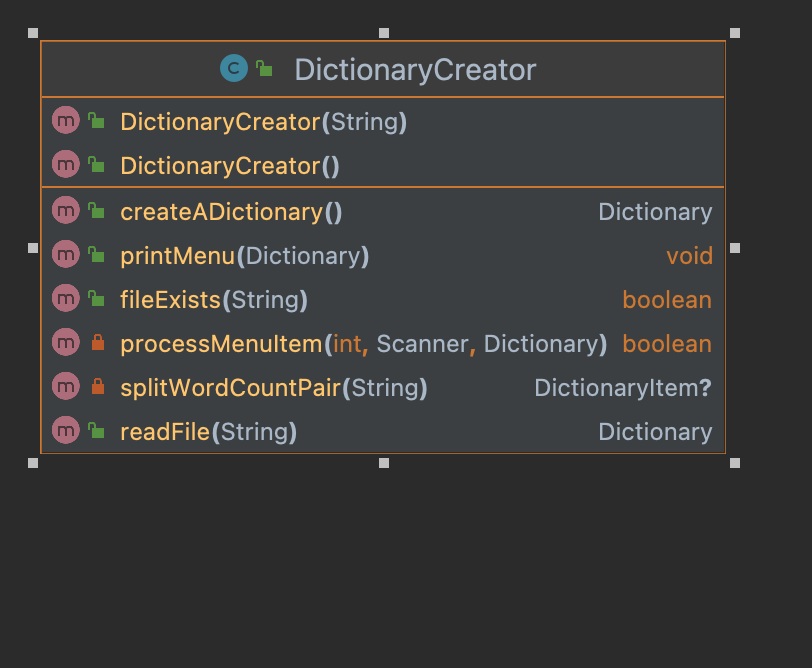 C DictionaryCreator
m DictionaryCreator(String)
m DictionaryCreator()
m createADictionary() Dictionary
m printMenu(Dictionary) void
m fileExists(String) boolean
m processMenuItem(int, Scanner, Dictionary) boolean
m splitWordCountPair(String) DictionaryItem?
m readFile(String) Dictionary